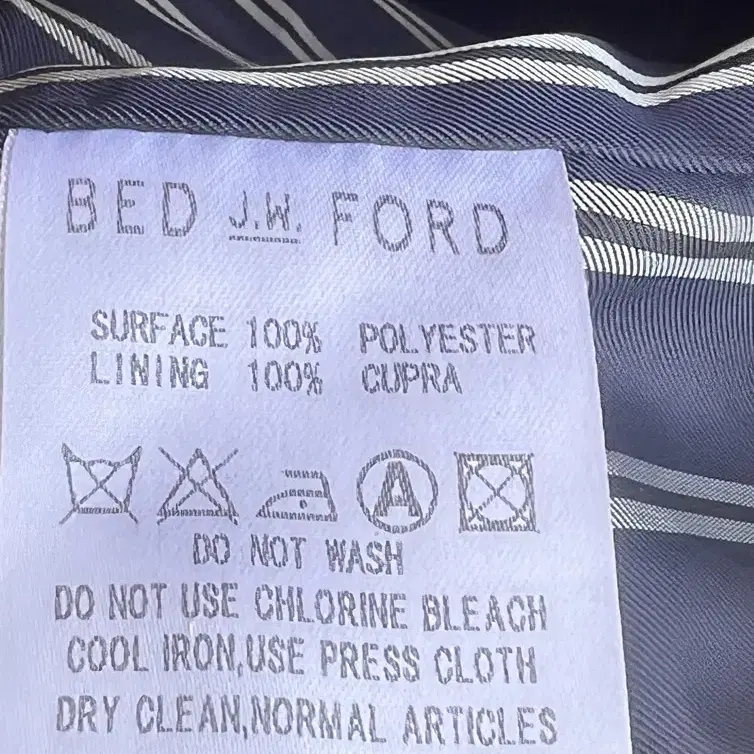 BED J.W. FORD
SURFACE 100% POLYESTER
LINING 100% CUPRA
A
DO NOT WASH
DO NOT USE CHLORINE BLEACH
COOL IRON,USE PRESS CLOTH
DRY CLEAN,NORMAL ARTICLES